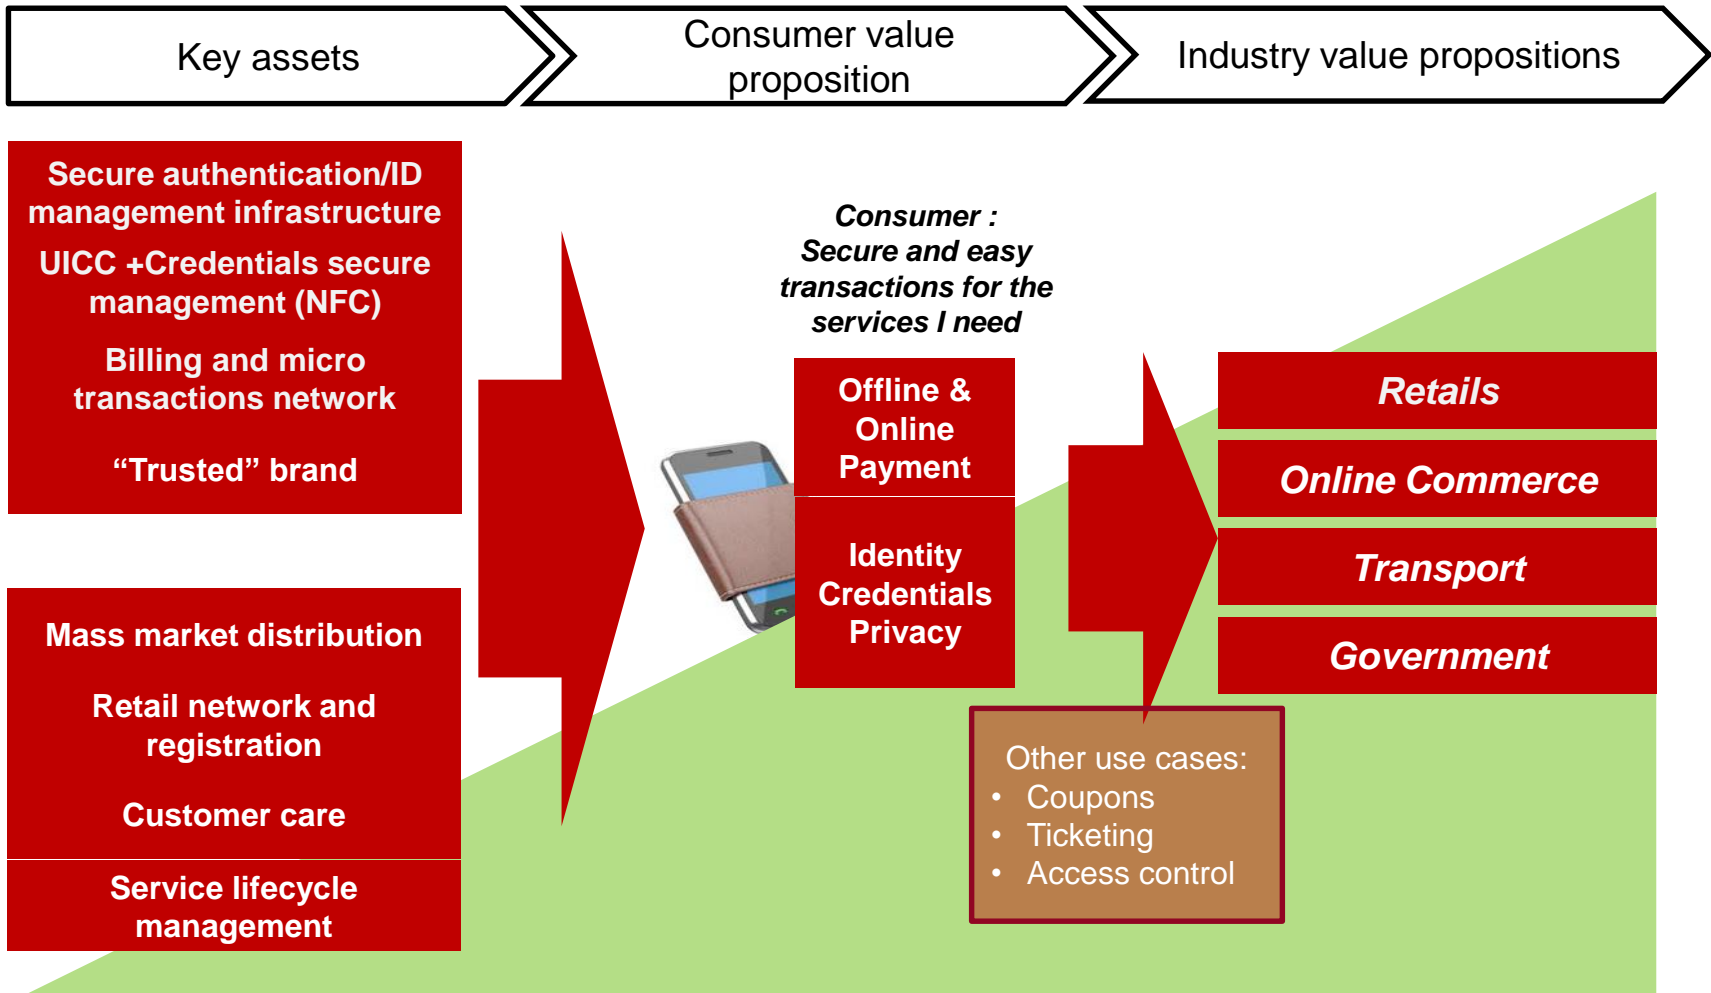 Key assets
Consumer value
proposition
Industry value propositions
Secure authentication/ID
management infrastructure
UICC +Credentials secure
management (NFC)
Billing and micro
transactions network
“Trusted” brand
Mass market distribution
Retail network and
registration
Customer care
Service lifecycle
management
Consumer :
Secure and easy
transactions for the
services I need
Offline &
Online
Payment
Identity
Credentials
Privacy
Retails
Online Commerce
Transport
Government
Other use cases:
• Coupons
• Ticketing
• Access control